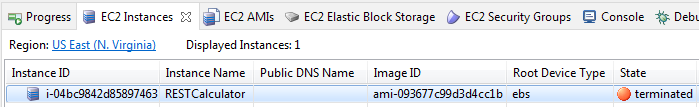 Progress EC2 Instances EC2 AMIs EC2 Elastic Block Storage EC2 Security Groups Console Debug
Region: US East (N. Virginia) Displayed Instances: 1
Instance ID Instance Name Public DNS Name Image ID Root Device Type State
i-04bc9842d85897463 RESTCalculator ami-093677c99d3d4cc1b ebs terminated